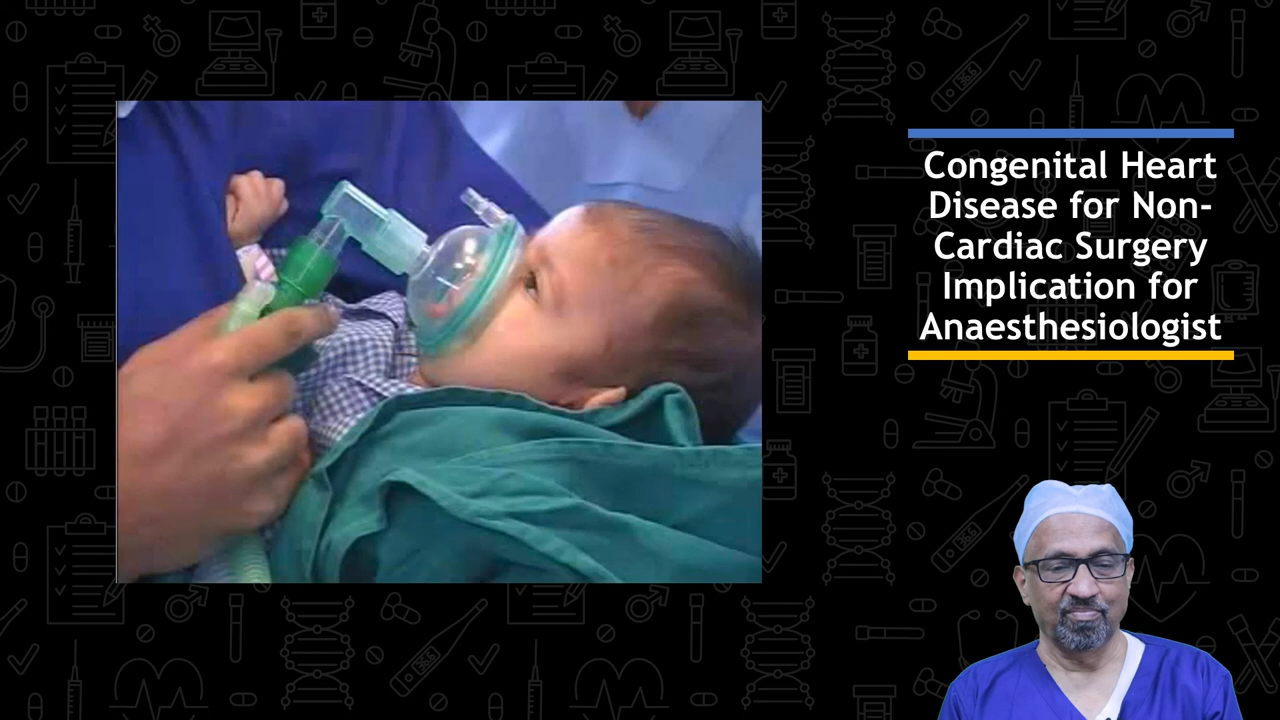 Congenital Heart
Disease for Non-
Cardiac Surgery
Implication for
Anaesthesiologist